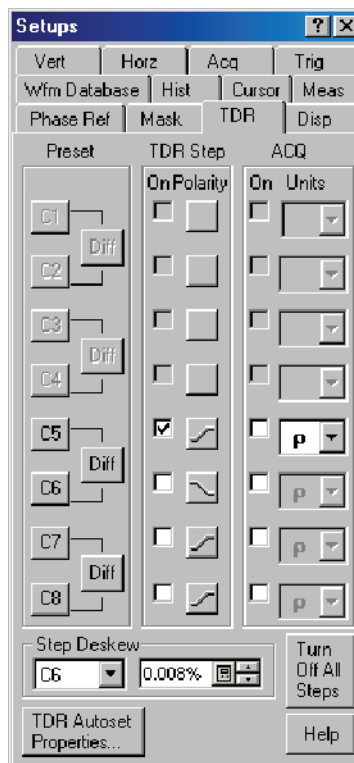 Setups
Vert Horz Acq Trig
Wfm Database Hist Cursor Meas
Phase Ref Mask TDR Disp
Preset TDR Step ACQ
On Polarity On Units
C1
Diff
C2
C3
Diff
C4
C5 ρ
Diff
C6 ρ
C7 ρ
Diff
C8 ρ
Step Deskew
C6 0.008%
Turn
Off All
Steps
TDR Autoset
Properties...
Help